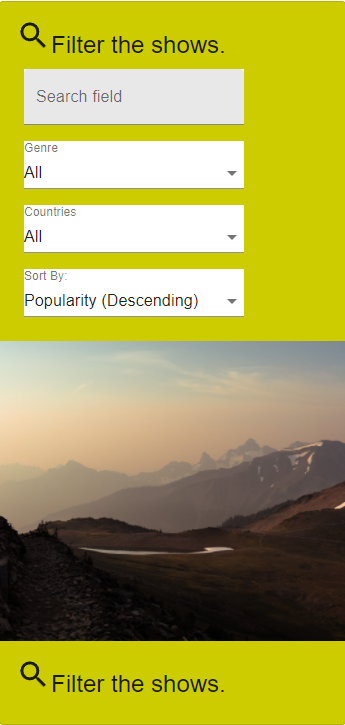 Filter the shows.
Search field
Genre
All
Countries
All
Sort By:
Popularity (Descending)
Filter the shows.